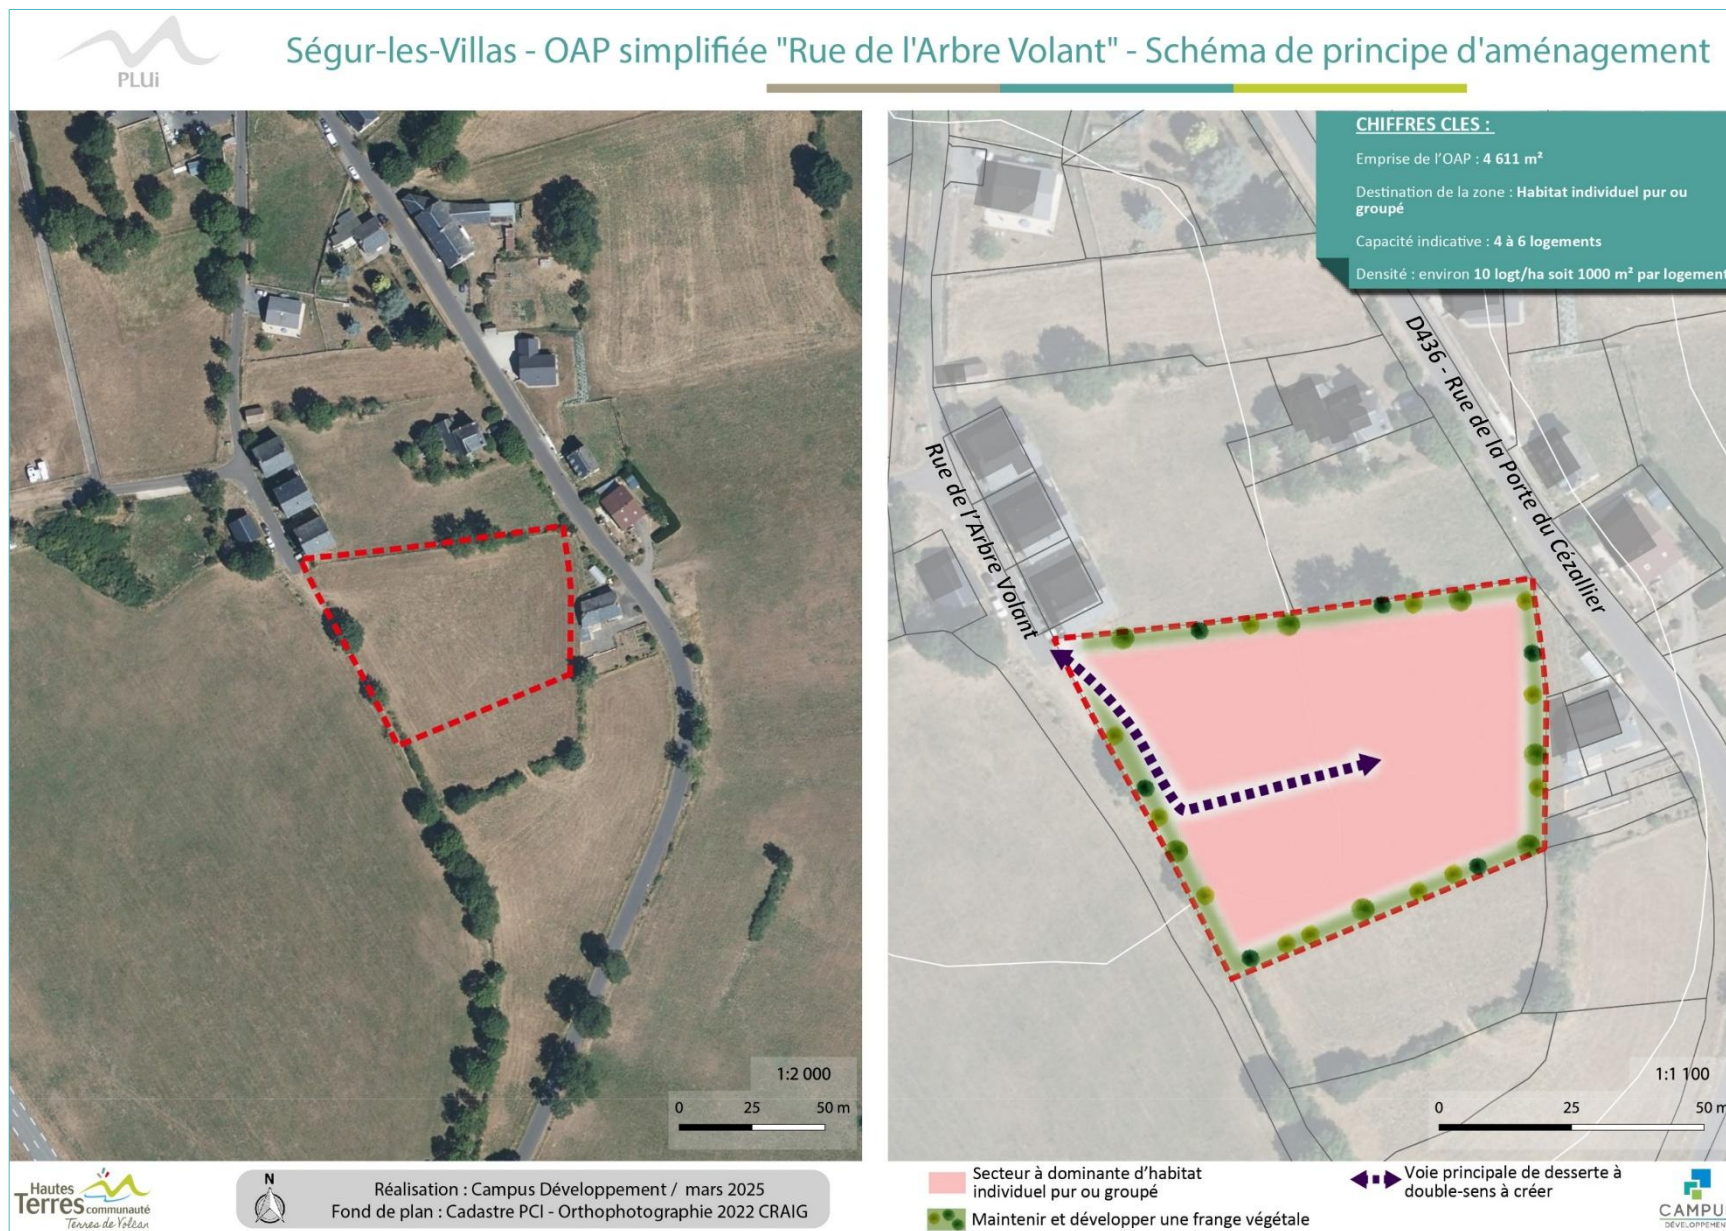 PLUi
Ségur-les-Villas - OAP simplifiée "Rue de l'Arbre Volant" - Schéma de principe d'aménagement
CHIFFRES CLES :
Emprise de l'OAP : 4 611 m²
Destination de la zone : Habitat individuel pur ou
groupé
Capacité indicative : 4 à 6 logements
Densité : environ 10 logt/ha soit 1000 m² par logement
D436 - Rue de la Porte du Cézallier
Rue de l'Arbre Volant
1:2 000
0 25 50 m
1:1 100
0 25 50 m
Hautes
Terres communauté
Terres de Volcan
N
Réalisation : Campus Développement / mars 2025
Fond de plan : Cadastre PCI - Orthophotographie 2022 CRAIG
Secteur à dominante d'habitat
individuel pur ou groupé
Maintenir et développer une frange végétale
Voie principale de desserte à
double-sens à créer
CAMPU
DÉVELOPPEMEN